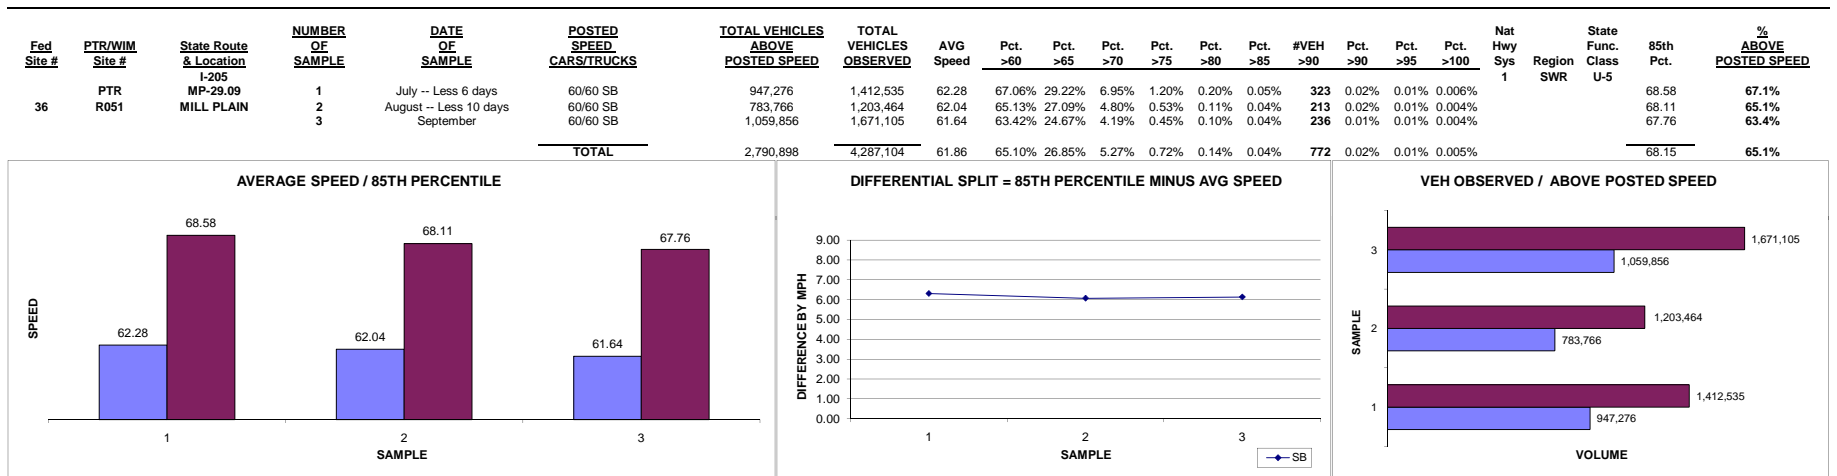 NUMBER DATE POSTED TOTAL VEHICLES TOTAL Nat State %
Fed PTR/WIM State Route OF OF SPEED ABOVE VEHICLES AVG Pct. Pct. Pct. Pct. Pct. Pct. #VEH Pct. Pct. Pct. Hwy Func. 85th ABOVE
Site # Site # & Location SAMPLE SAMPLE CARS/TRUCKS POSTED SPEED OBSERVED Speed >60 >65 >70 >75 >80 >85 >90 >90 >95 >100 Sys Region Class Pct. POSTED SPEED
I-205 1 SWR U-5
PTR MP-29.09 1 July -- Less 6 days 60/60 SB 947,276 1,412,535 62.28 67.06% 29.22% 6.95% 1.20% 0.20% 0.05% 323 0.02% 0.01% 0.006% 68.58 67.1%
36 R051 MILL PLAIN 2 August -- Less 10 days 60/60 SB 783,766 1,203,464 62.04 65.13% 27.09% 4.80% 0.53% 0.11% 0.04% 213 0.02% 0.01% 0.004% 68.11 65.1%
3 September 60/60 SB 1,059,856 1,671,105 61.64 63.42% 24.67% 4.19% 0.45% 0.10% 0.04% 236 0.01% 0.01% 0.004% 67.76 63.4%
TOTAL 2,790,898 4,287,104 61.86 65.10% 26.85% 5.27% 0.72% 0.14% 0.04% 772 0.02% 0.01% 0.005% 68.15 65.1%
AVERAGE SPEED / 85TH PERCENTILE
68.58
68.11
67.76
62.28
62.04
61.64
SPEED
1 2 3
SAMPLE
DIFFERENTIAL SPLIT = 85TH PERCENTILE MINUS AVG SPEED
9.00
8.00
7.00
6.00
5.00
4.00
3.00
2.00
1.00
0.00
DIFFERENCE BY MPH
1 2 3
SAMPLE
SB
VEH OBSERVED / ABOVE POSTED SPEED
1,671,105
3
1,059,856
1,203,464
2
783,766
1,412,535
1
947,276
SAMPLE
VOLUME